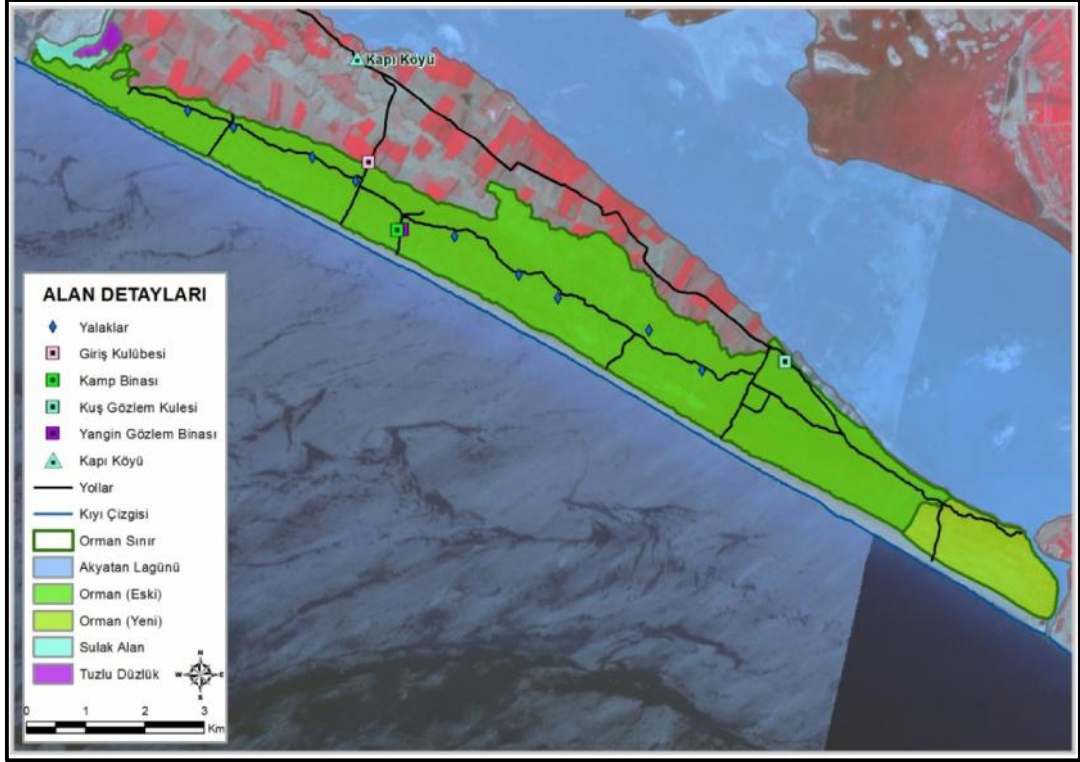 Kapı Köyü
ALAN DETAYLARI
Yalaklar
Giriş Kulübesi
Kamp Binası
Kuş Gözlem Kulesi
Yangin Gözlem Binası
Kapı Köyü
Yollar
Kıyı Çizgisi
Orman Sınır
Akyatan Lagünü
Orman (Eski)
Orman (Yeni)
Sulak Alan
Tuzlu Düzlük
N
W E
S
0 1 2 3
Km